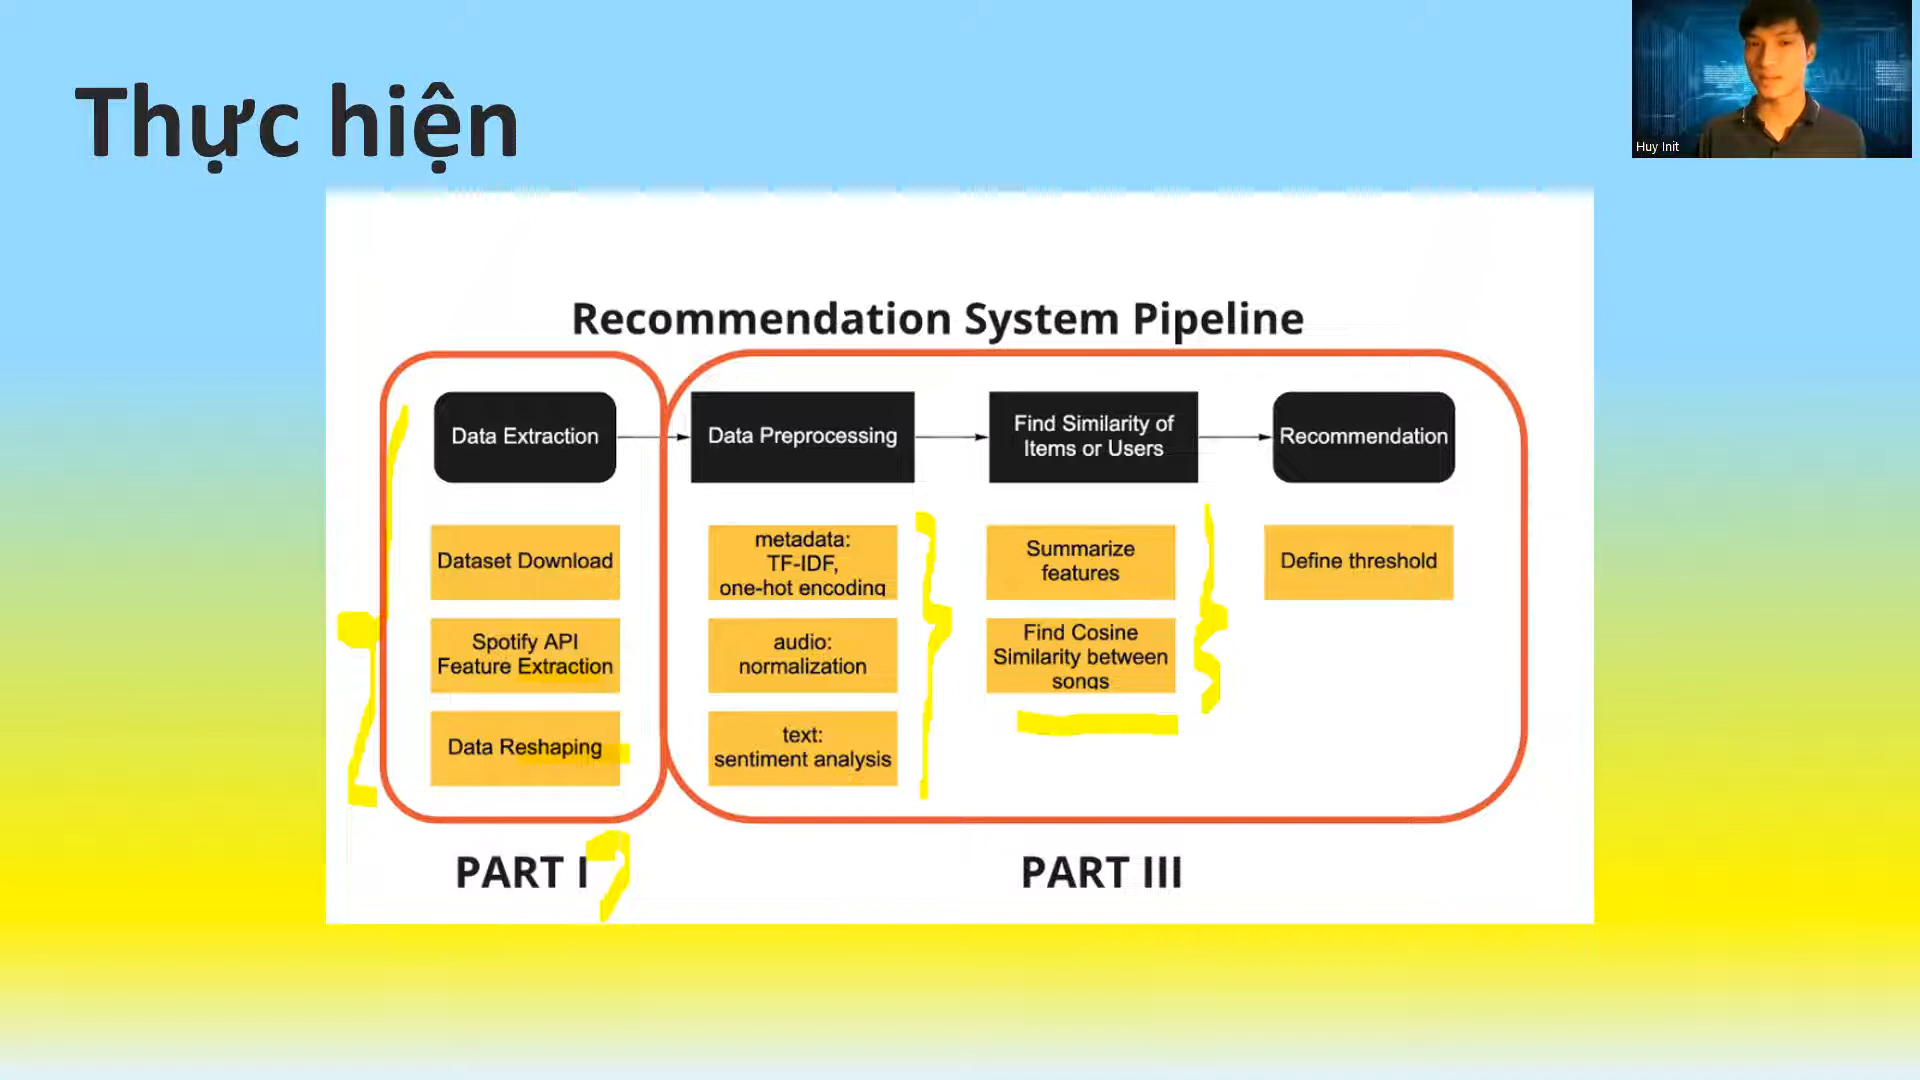 Thực hiện
Huy Init
Recommendation System Pipeline
Data Extraction
Data Preprocessing
Find Similarity of
Items or Users
Recommendation
Dataset Download
Spotify API
Feature Extraction
Data Reshaping
metadata:
TF-IDF,
one-hot encoding
audio:
normalization
text:
sentiment analysis
Summarize
features
Find Cosine
Similarity between
songs
Define threshold
PART I
PART III